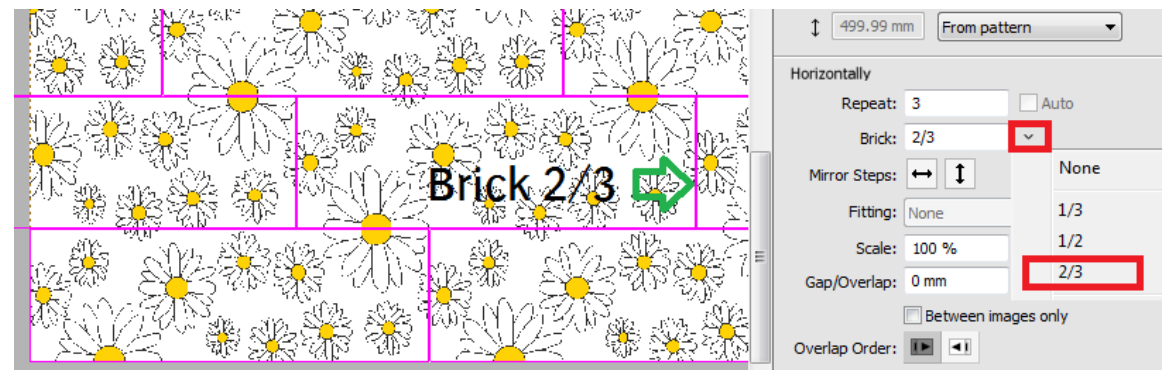 499.99 mm From pattern
Horizontally
Repeat: 3 Auto
Brick: 2/3
Mirror Steps:
Fitting: None
Scale: 100 %
Gap/Overlap: 0 mm
Between images only
Overlap Order:
None
1/3
1/2
2/3
Brick 2/3